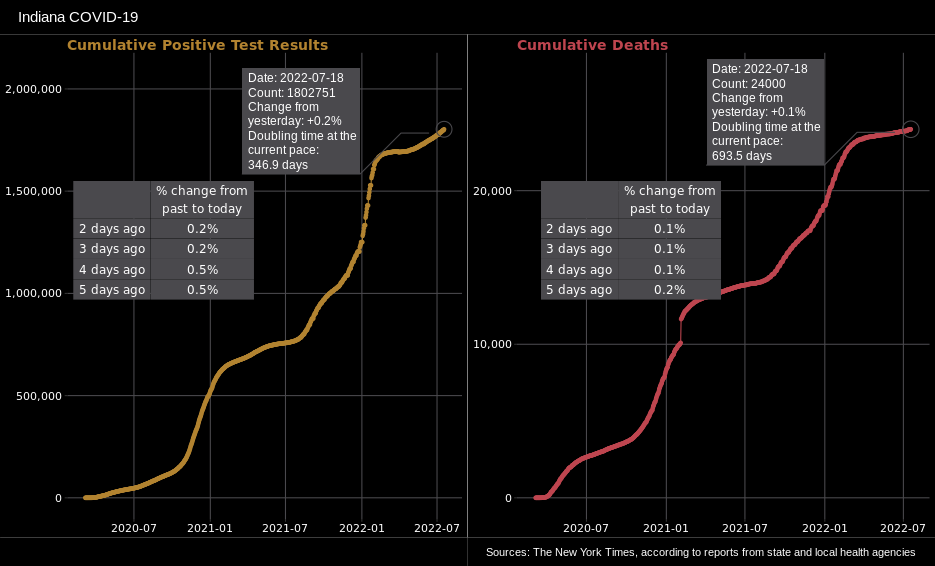 Indiana COVID-19
Cumulative Positive Test Results
Date: 2022-07-18
Count: 1802751
Change from
yesterday: +0.2%
Doubling time at the
current pace:
346.9 days
2,000,000
1,500,000
1,000,000
500,000
0
% change from
past to today
2 days ago 0.2%
3 days ago 0.2%
4 days ago 0.5%
5 days ago 0.5%
2020-07 2021-01 2021-07 2022-01 2022-07
Cumulative Deaths
Date: 2022-07-18
Count: 24000
Change from
yesterday: +0.1%
Doubling time at the
current pace:
693.5 days
20,000
10,000
0
% change from
past to today
2 days ago 0.1%
3 days ago 0.1%
4 days ago 0.1%
5 days ago 0.2%
2020-07 2021-01 2021-07 2022-01 2022-07
Sources: The New York Times, according to reports from state and local health agencies